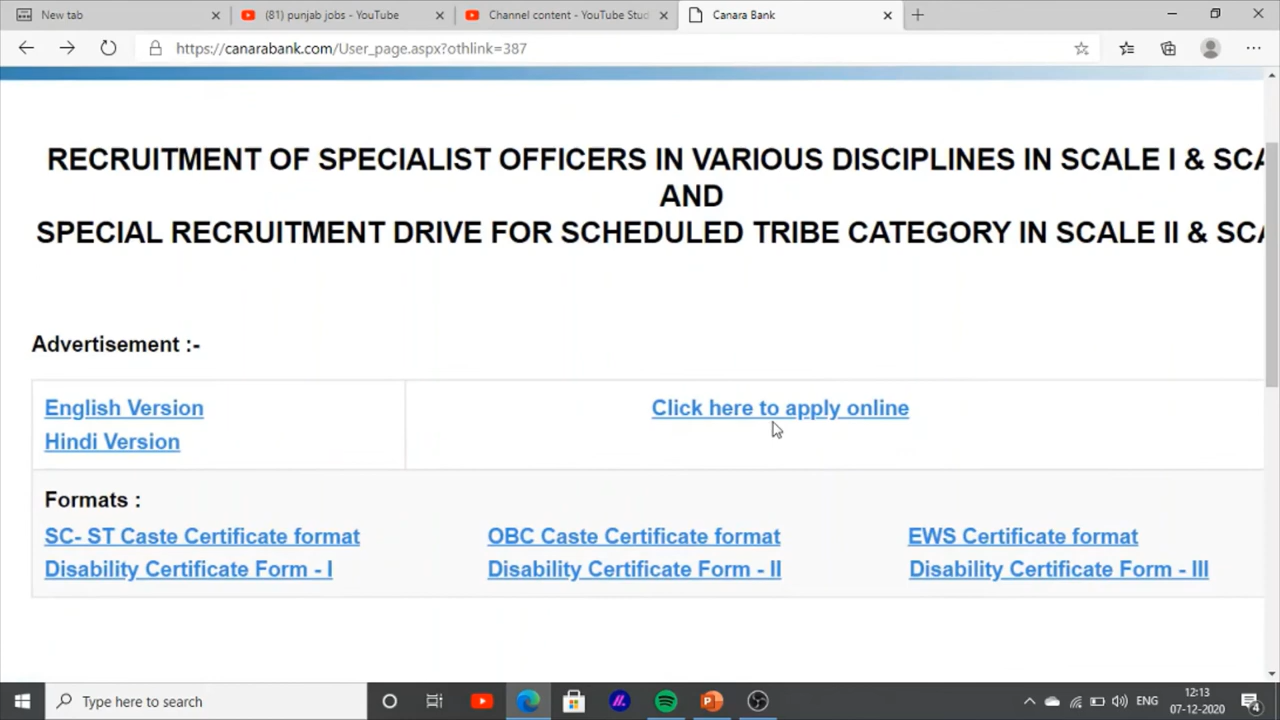 New tab
(81) punjab jobs - YouTube
Channel content - YouTube Stud
Canara Bank
https://canarabank.com/User_page.aspx?othlink=387
RECRUITMENT OF SPECIALIST OFFICERS IN VARIOUS DISCIPLINES IN SCALE I & SCA
AND
SPECIAL RECRUITMENT DRIVE FOR SCHEDULED TRIBE CATEGORY IN SCALE II & SCA
Advertisement :-
English Version
Click here to apply online
Hindi Version
Formats :
SC- ST Caste Certificate format
OBC Caste Certificate format
EWS Certificate format
Disability Certificate Form - I
Disability Certificate Form - II
Disability Certificate Form - III
Type here to search
ENG
12:13
07-12-2020
4